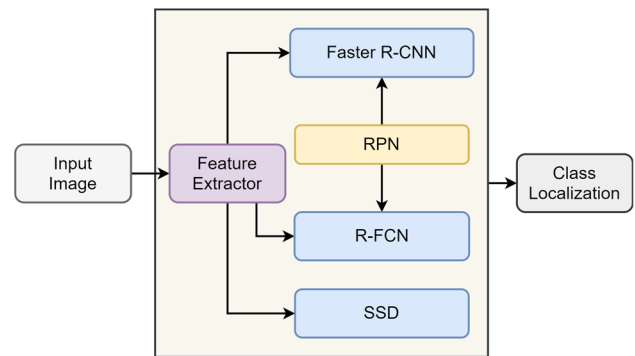 Input
Image
Feature
Extractor
Faster R-CNN
RPN
R-FCN
SSD
Class
Localization